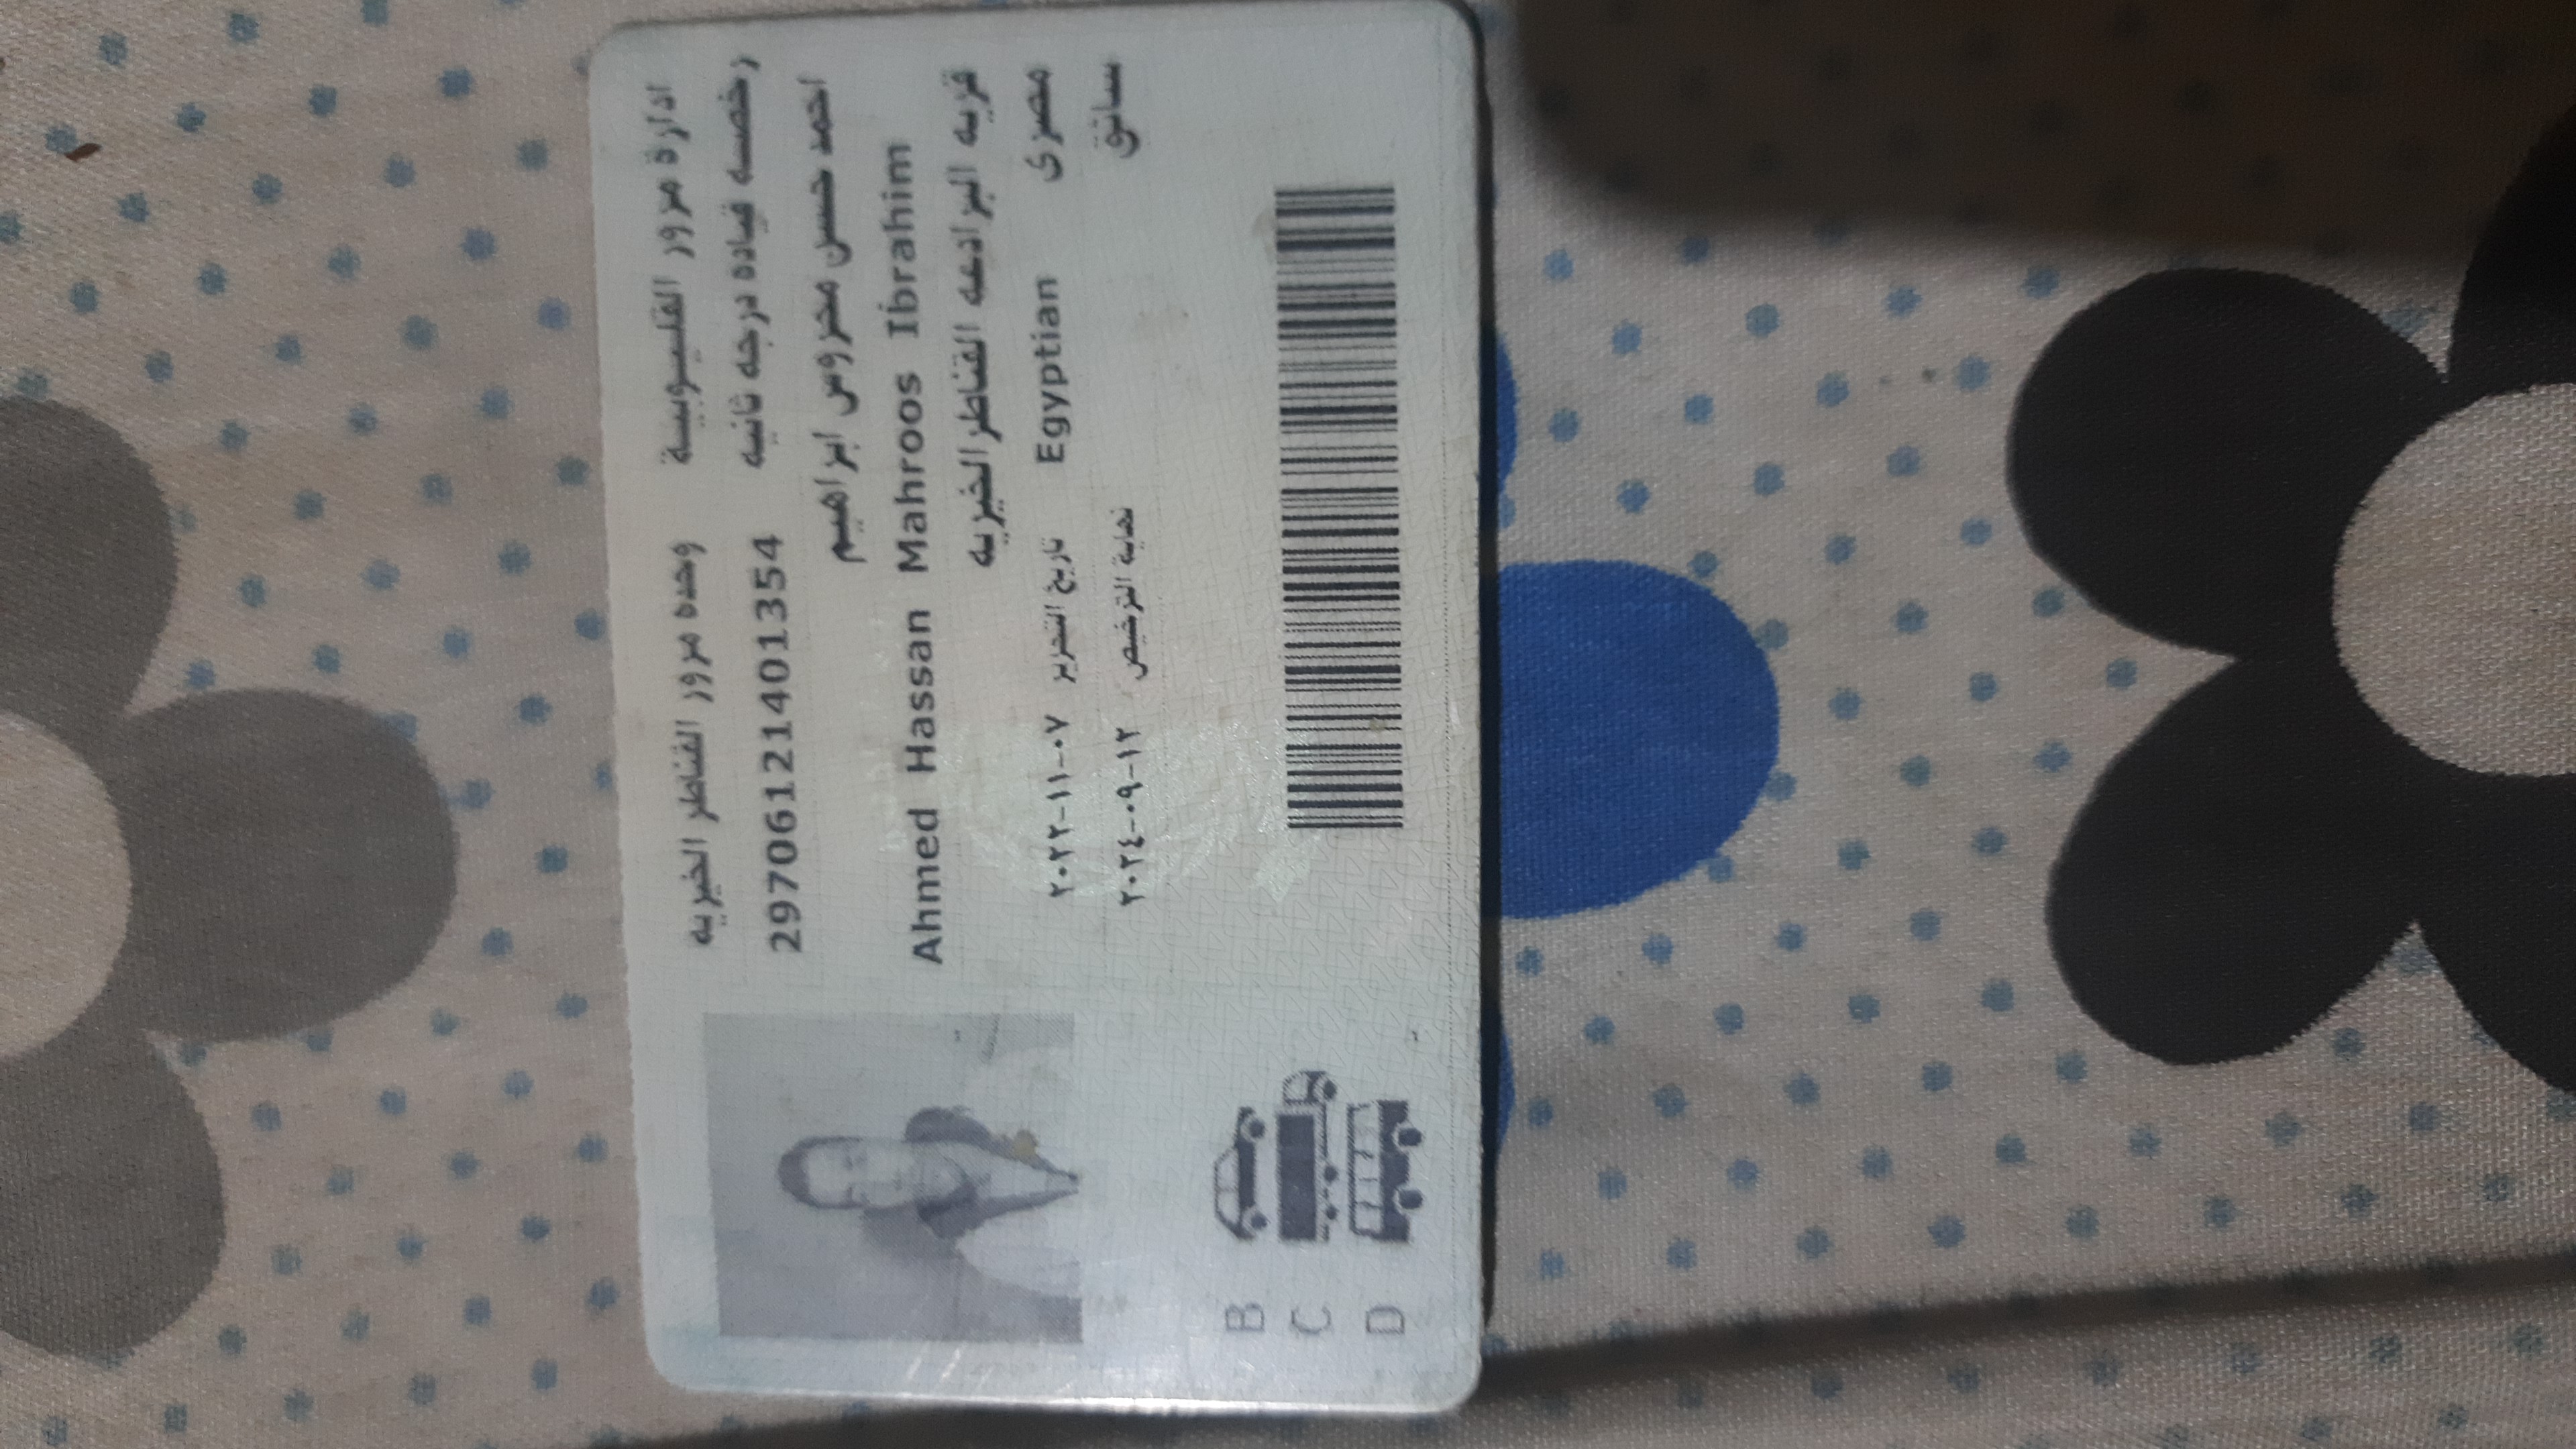 ادارة مرور القليوبية
وحده مرور القناطر الخيريه
رخصه قياده درجه ثانيه
29706121401354
احمد حسن محروس ابراهيم
Ahmed Hassan Mahroos Ibrahim
قريه البرادعه القناطر الخيريه
مصرى Egyptian تاريخ التحرير ٢٠٢٢-١١-٠٧
سائق نهاية الترخيص ٢٠٢٤-٠٩-١٢
B
C
D